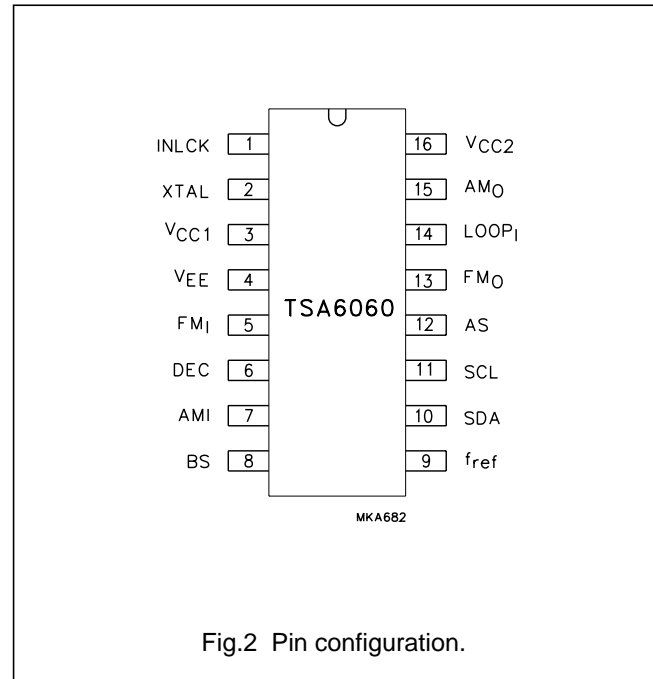 INLCK 1 16 VCC2
XTAL 2 15 AMO
VCC1 3 14 LOOPI
VEE 4 13 FMO
TSA6060
FMI 5 12 AS
DEC 6 11 SCL
AMI 7 10 SDA
BS 8 9 fref
MKA682
Fig.2 Pin configuration.